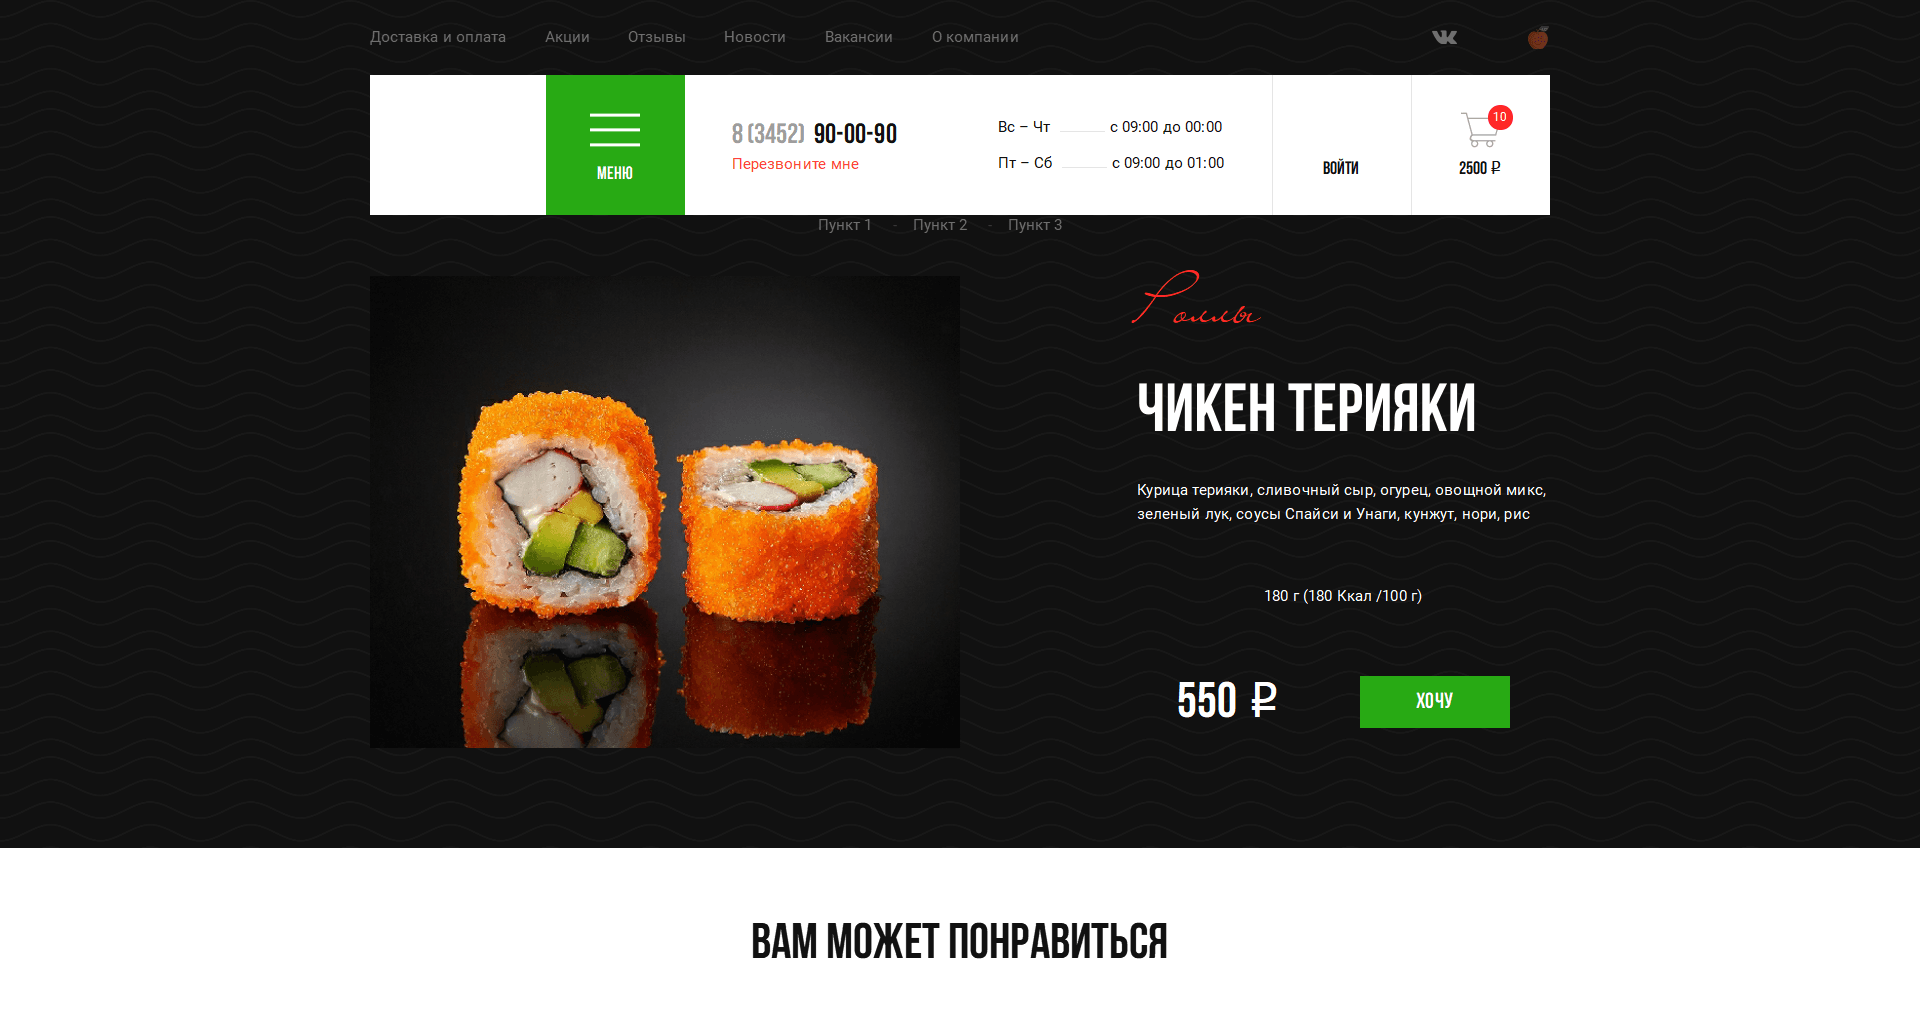 Доставка и оплата Акции Отзывы Новости Вакансии О компании
МЕНЮ
8 (3452) 90-00-90
Перезвоните мне
Вс – Чт с 09:00 до 00:00
Пт – Сб с 09:00 до 01:00
ВОЙТИ
10
2500 ₽
Пункт 1 - Пункт 2 - Пункт 3
Роллы
ЧИКЕН ТЕРИЯКИ
Курица терияки, сливочный сыр, огурец, овощной микс,
зеленый лук, соусы Спайси и Унаги, кунжут, нори, рис
180 г (180 Ккал /100 г)
550 ₽
ХОЧУ
ВАМ МОЖЕТ ПОНРАВИТЬСЯ